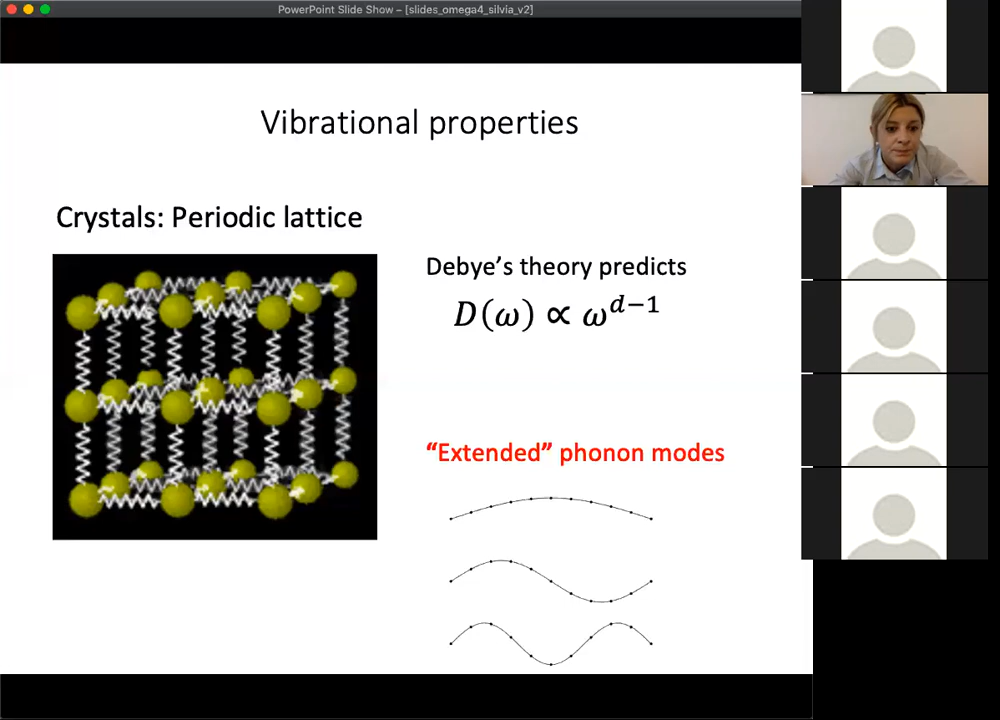 PowerPoint Slide Show – [slides_omega4_silvia_v2]
Vibrational properties
Crystals: Periodic lattice
Debye’s theory predicts
D(ω) ∝ ω^{d−1}
“Extended” phonon modes